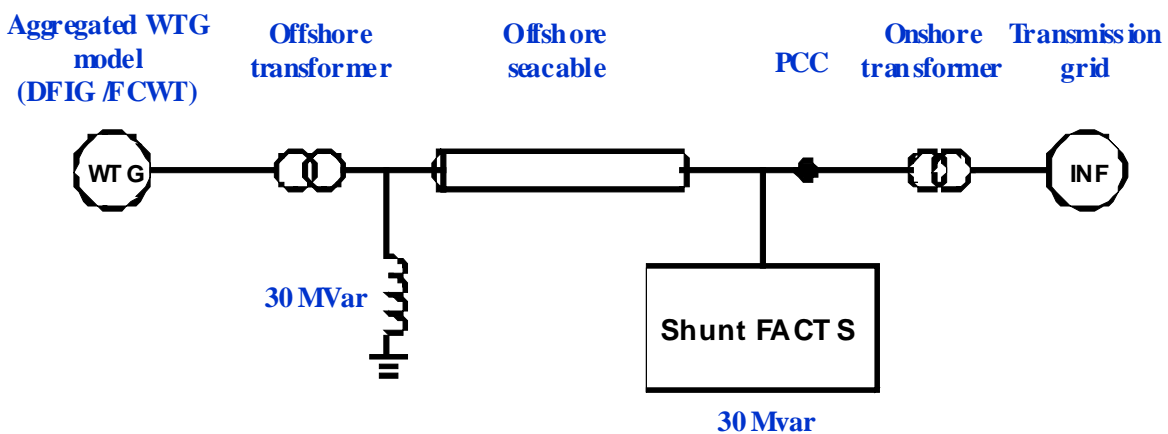 Aggregated WTG
model
(DFIG /FCWT)
Offshore
transformer
Offshore
seacable
PCC
Onshore
transformer
Transmission
grid
WTG
INF
30 MVar
Shunt FACTS
30 Mvar